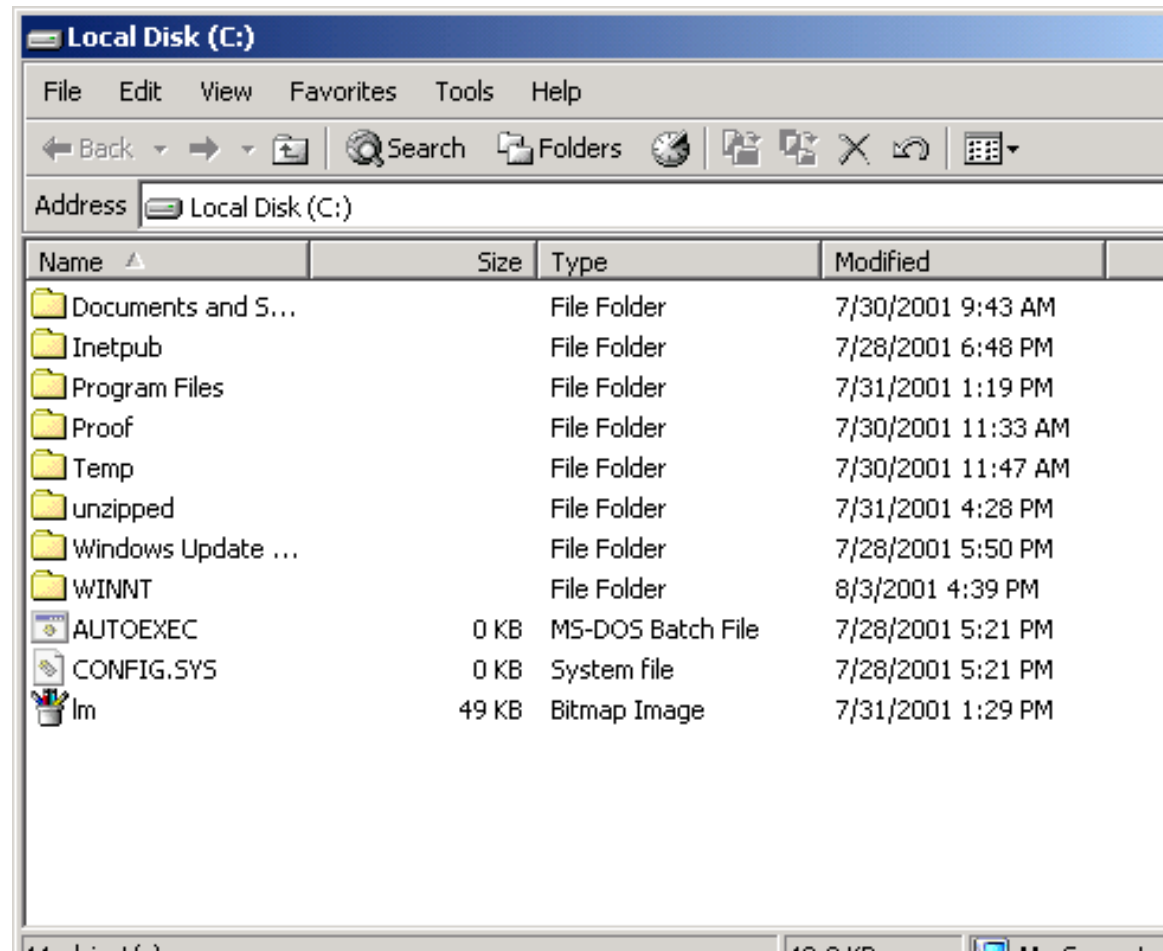 Local Disk (C:)
File Edit View Favorites Tools Help
Back Search Folders
Address Local Disk (C:)
Name Size Type Modified
Documents and S... File Folder 7/30/2001 9:43 AM
Inetpub File Folder 7/28/2001 6:48 PM
Program Files File Folder 7/31/2001 1:19 PM
Proof File Folder 7/30/2001 11:33 AM
Temp File Folder 7/30/2001 11:47 AM
unzipped File Folder 7/31/2001 4:28 PM
Windows Update ... File Folder 7/28/2001 5:50 PM
WINNT File Folder 8/3/2001 4:39 PM
AUTOEXEC 0 KB MS-DOS Batch File 7/28/2001 5:21 PM
CONFIG.SYS 0 KB System file 7/28/2001 5:21 PM
lm 49 KB Bitmap Image 7/31/2001 1:29 PM